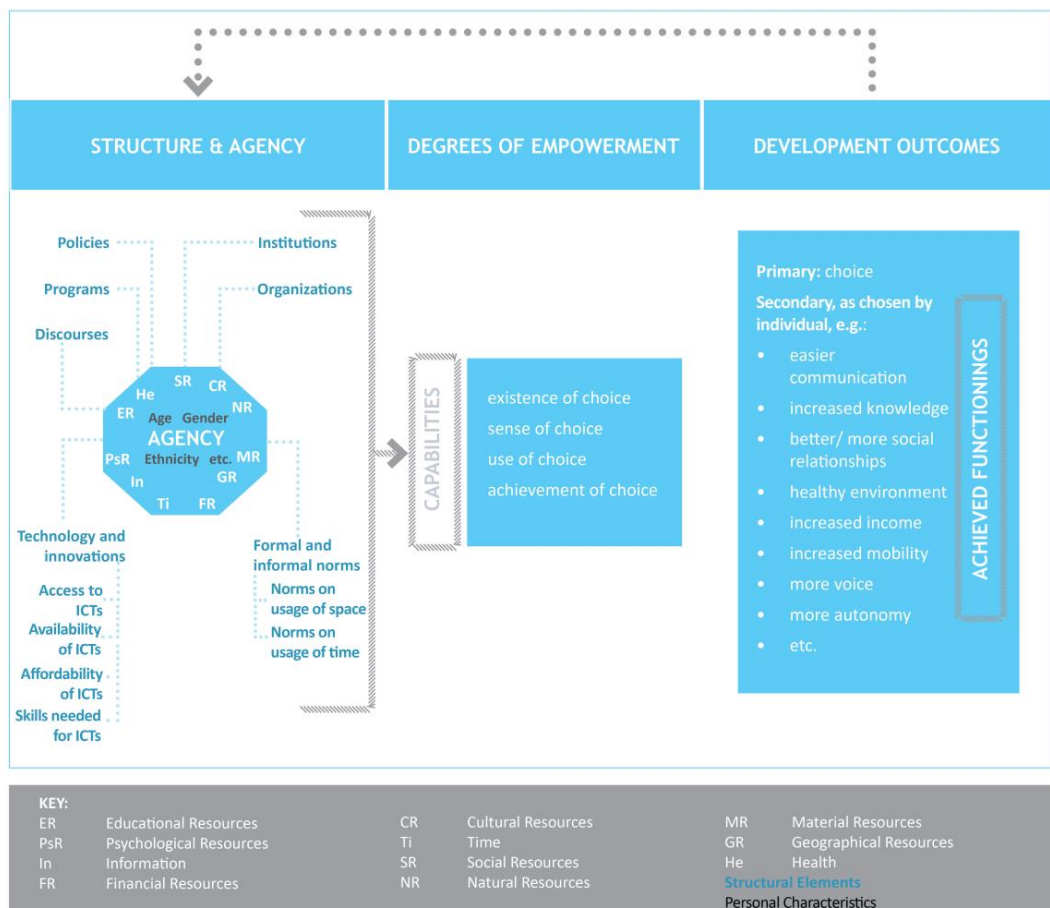 STRUCTURE & AGENCY
DEGREES OF EMPOWERMENT
DEVELOPMENT OUTCOMES
Policies
Institutions
Programs
Organizations
Discourses
SR
CR
He
NR
ER
Age Gender
AGENCY
PsR
Ethnicity etc.
MR
In
GR
Ti
FR
Technology and
innovations
Access to
ICTs
Availability
of ICTs
Affordability
of ICTs
Skills needed
for ICTs
Formal and
informal norms
Norms on
usage of space
Norms on
usage of time
CAPABILITIES
existence of choice
sense of choice
use of choice
achievement of choice
Primary: choice
Secondary, as chosen by
individual, e.g.:
• easier
communication
• increased knowledge
• better/ more social
relationships
• healthy environment
• increased income
• increased mobility
• more voice
• more autonomy
• etc.
ACHIEVED FUNCTIONINGS
KEY:
ER Educational Resources
PsR Psychological Resources
In Information
FR Financial Resources
CR Cultural Resources
Ti Time
SR Social Resources
NR Natural Resources
MR Material Resources
GR Geographical Resources
He Health
Structural Elements
Personal Characteristics